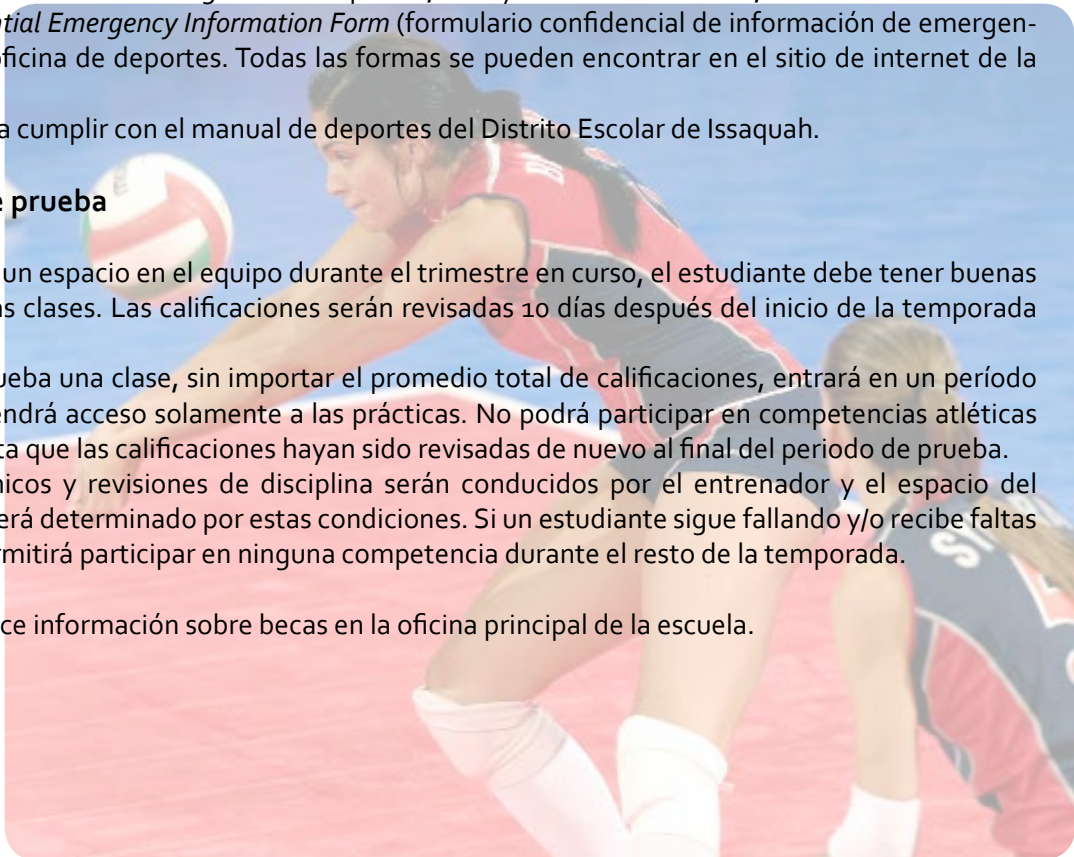 ntial Emergency Information Form (formulario confidencial de información de emergen-
oficina de deportes. Todas las formas se pueden encontrar en el sitio de internet de la
a cumplir con el manual de deportes del Distrito Escolar de Issaquah.
e prueba
un espacio en el equipo durante el trimestre en curso, el estudiante debe tener buenas
as clases. Las calificaciones serán revisadas 10 días después del inicio de la temporada
ueba una clase, sin importar el promedio total de calificaciones, entrará en un período
endrá acceso solamente a las prácticas. No podrá participar en competencias atléticas
ta que las calificaciones hayan sido revisadas de nuevo al final del periodo de prueba.
nicos y revisiones de disciplina serán conducidos por el entrenador y el espacio del
erá determinado por estas condiciones. Si un estudiante sigue fallando y/o recibe faltas
rmitirá participar en ninguna competencia durante el resto de la temporada.
ce información sobre becas en la oficina principal de la escuela.